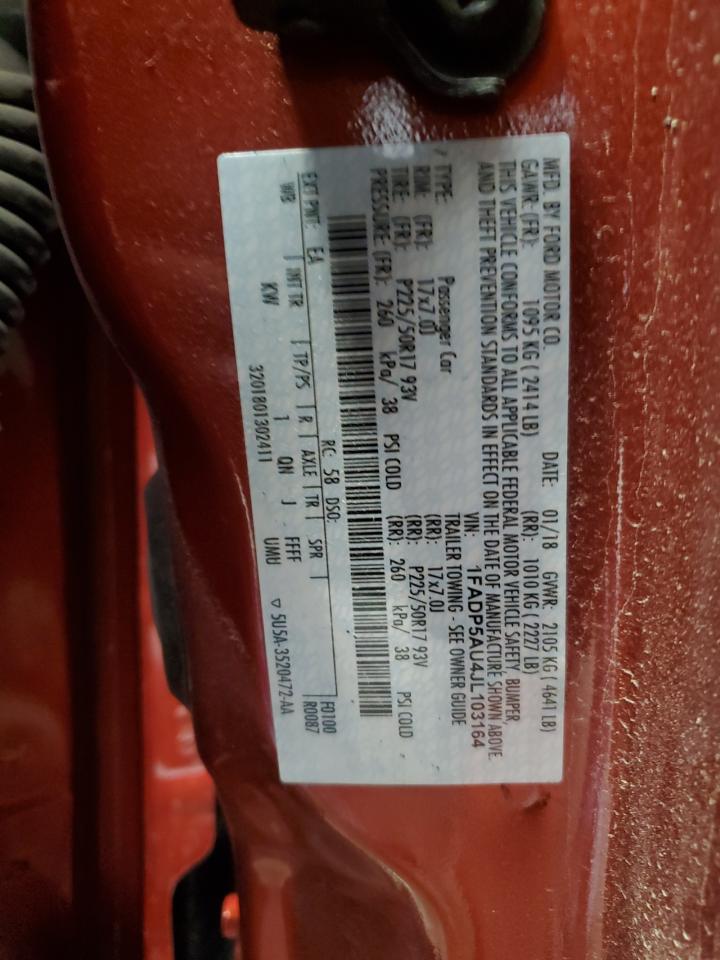 MFD. BY FORD MOTOR CO. DATE: 01/18 GVWR: 2105 KG ( 4641 LB)
GAWR: (FR): 1095 KG ( 2414 LB) (RR): 1010 KG ( 2227 LB)
THIS VEHICLE CONFORMS TO ALL APPLICABLE FEDERAL MOTOR VEHICLE SAFETY, BUMPER,
AND THEFT PREVENTION STANDARDS IN EFFECT ON THE DATE OF MANUFACTURE SHOWN ABOVE.
VIN: 1FADP5AU4JL103164
TYPE: Passenger Car TRAILER TOWING - SEE OWNER GUIDE
RIM: (FR): 17x7.0J (RR): 17x7.0J
TIRE: (FR): P225/50R17 93V (RR): P225/50R17 93V
PRESSURE: (FR): 260 kPa/ 38 PSI COLD (RR): 260 kPa/ 38 PSI COLD
EXT PNT: EA RC: 58 DSO: F0100
WB | INT TR | TP/PS | R | AXLE | TR | SPR | R0087
KW 1 QN J FFFF
3201801302411 UMU ▽ 5U5A-3520472-AA